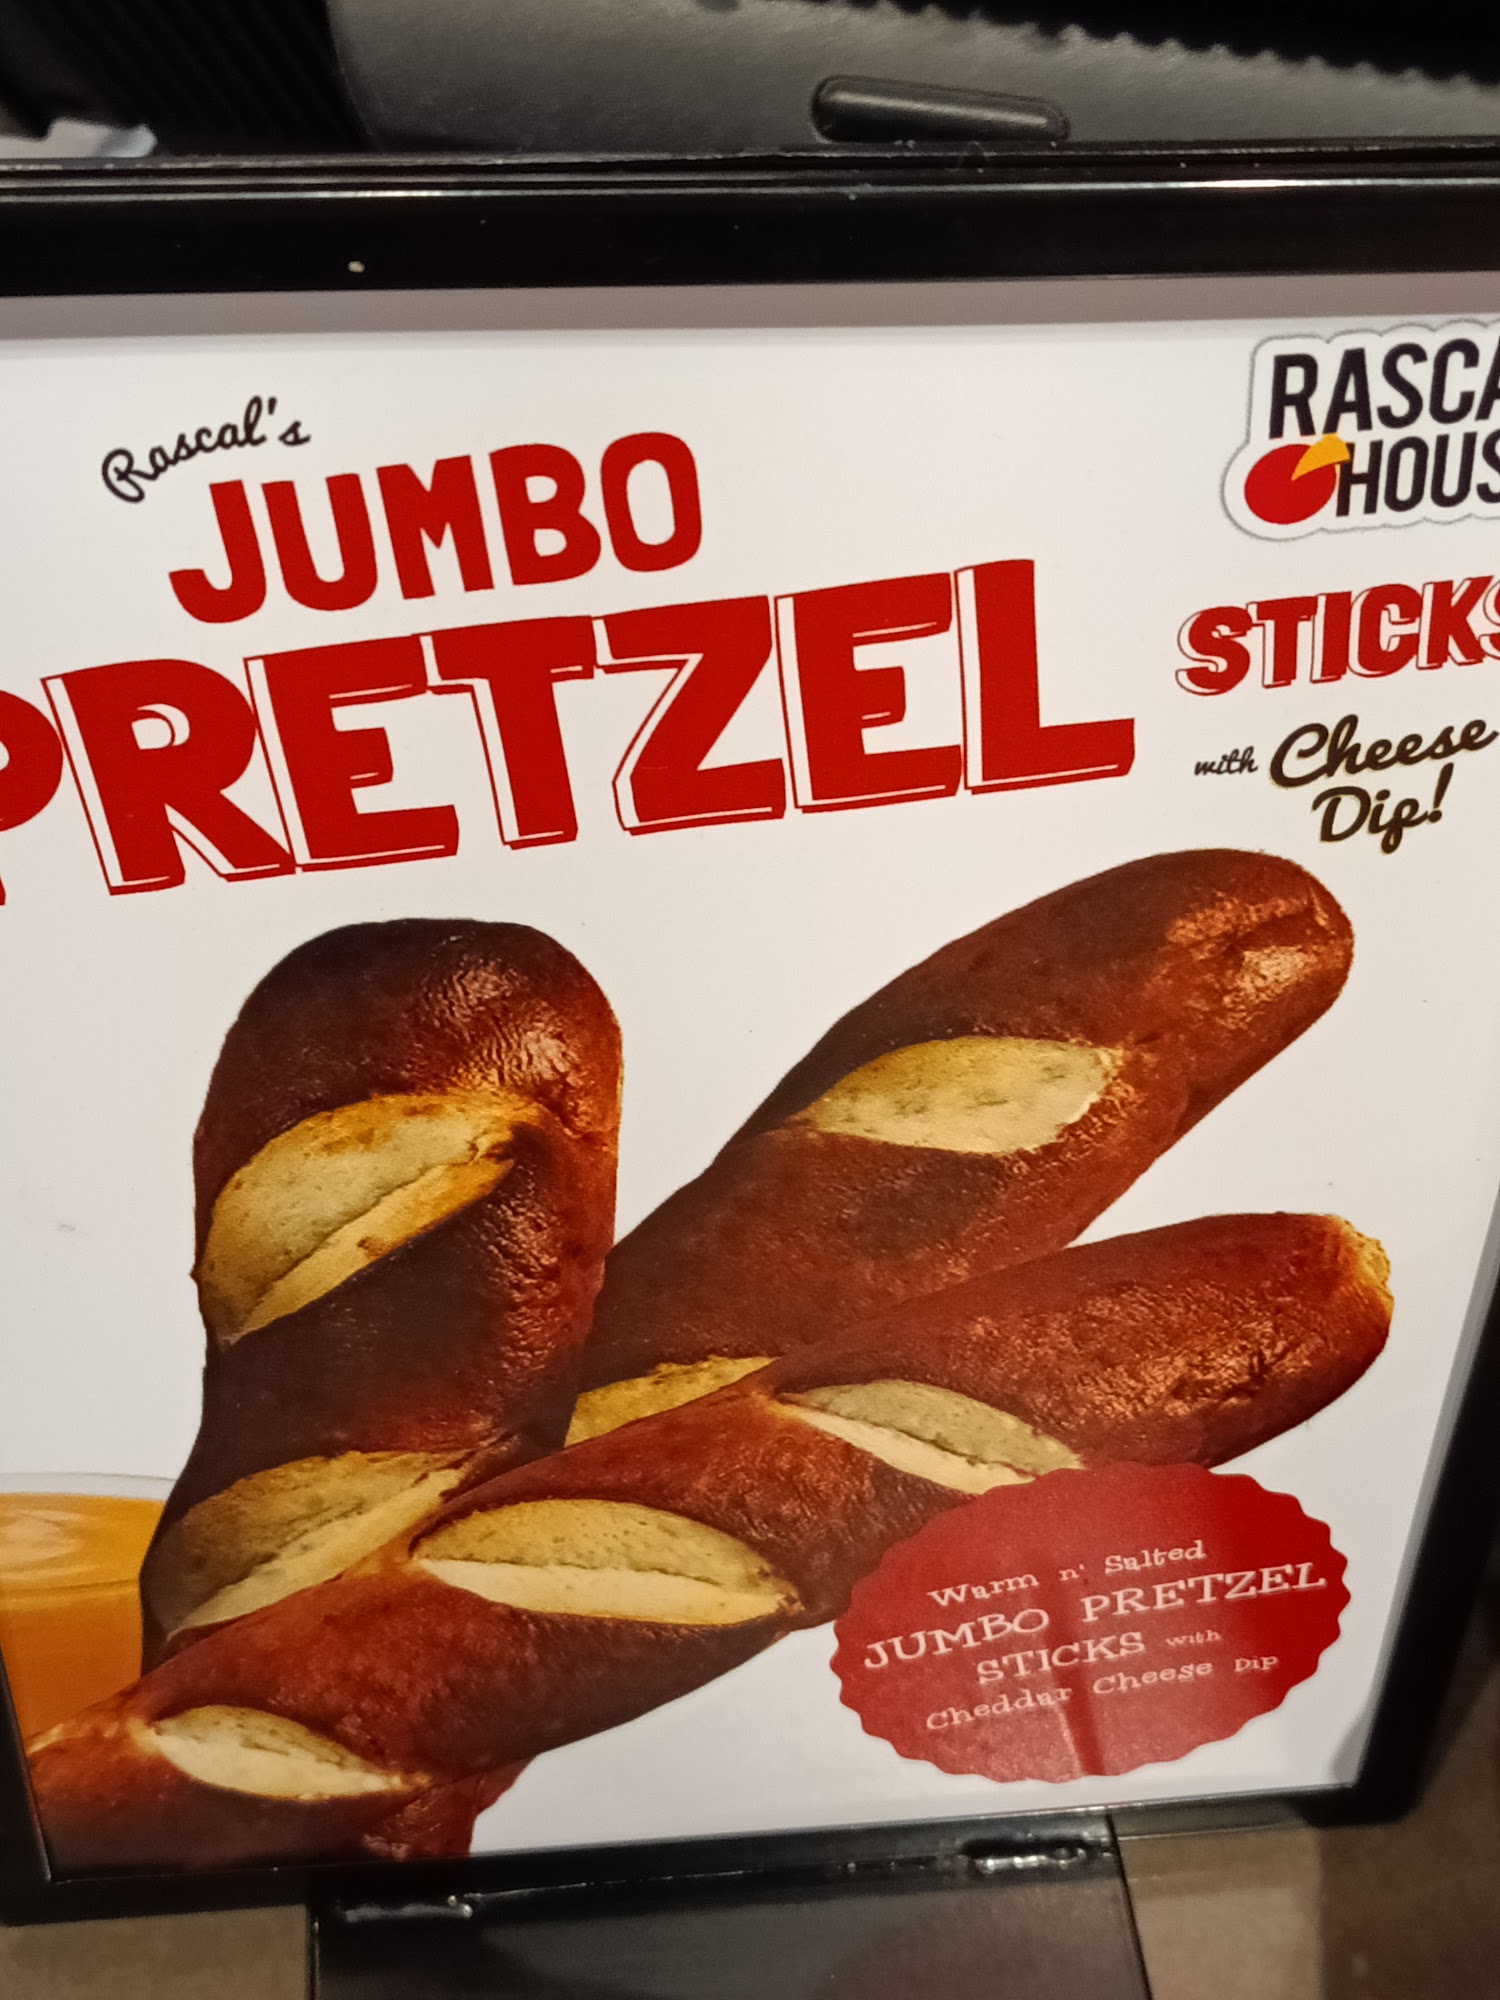 Rascal's
JUMBO
PRETZEL
RASCA
HOUS
STICKS
with Cheese
Dip!
Warm n' Salted
JUMBO PRETZEL
STICKS with
Cheddar Cheese Dip